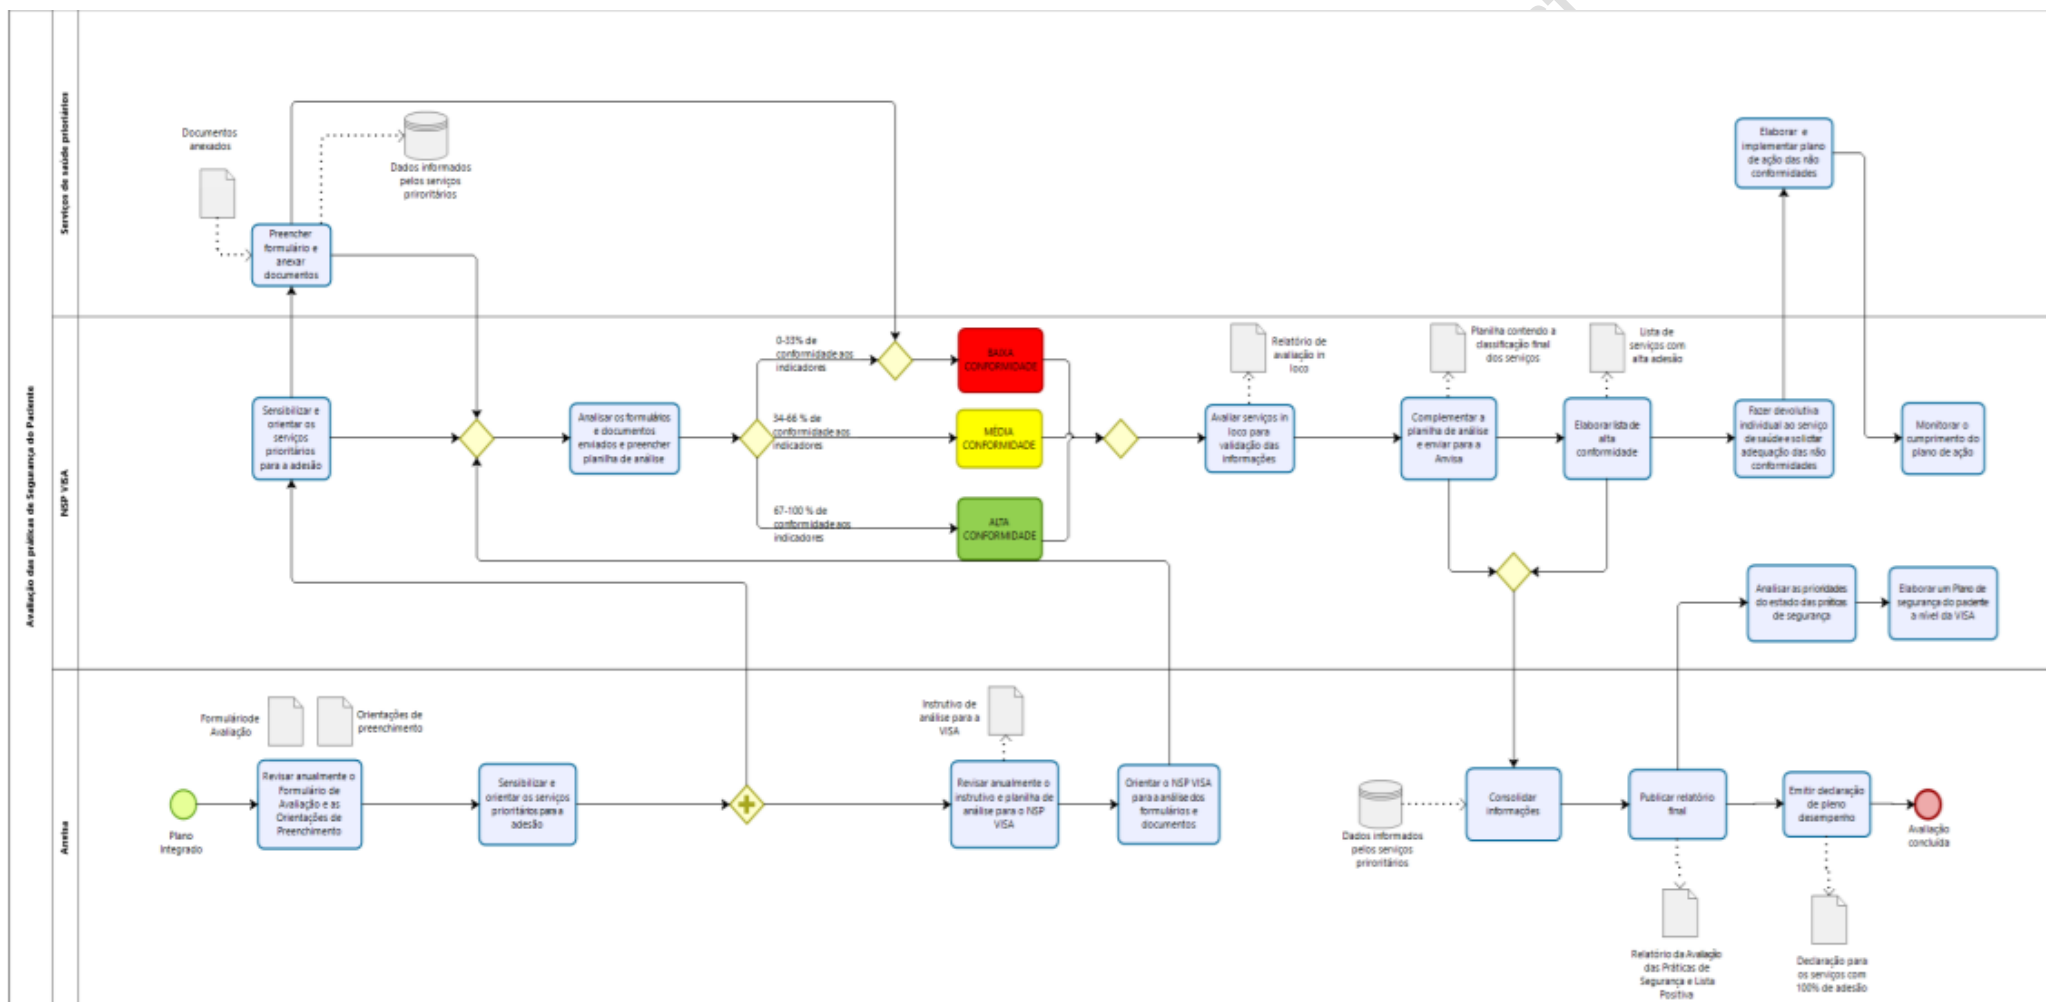 Avaliação das práticas de Segurança do Paciente
Serviços de saúde prioriários
Documentos
anexados
Dados informados
pelos serviços
priroritários
Preencher
formulário e
anexar
documentos
Elaborar e
implementar plano
de ação das não
conformidades
NSP VISA
Sensibilizar e
orientar os
serviços
prioritários
para a adesão
Analisar os formulários
e documentos
enviados e preencher
planilha de análise
0-33% de
conformidade aos
indicadores
34-66 % de
conformidade aos
indicadores
67-100 % de
conformidade aos
indicadores
BAIXA
CONFORMIDADE
MÉDIA
CONFORMIDADE
ALTA
CONFORMIDADE
Relatório de
avaliação in
loco
Avaliar serviços in
loco para
validação das
informações
Planilha contendo a
classificação final
dos serviços
Complementar a
planilha de análise
e enviar para a
Anvisa
Lista de
serviços com
alta adesão
Elaborar lista de
alta
conformidade
Fazer devolutiva
individual ao serviço
de saúde e solicitar
adequação das não
conformidades
Monitorar o
cumprimento do
plano de ação
Analisar as prioridades
do estado das práticas
de segurança
Elaborar um Plano de
segurança do paciente
a nível da VISA
Anvisa
Plano
Integrado
Formulário de
Avaliação
Orientações de
preenchimento
Revisar anualmente o
Formulário de
Avaliação e as
Orientações de
Preenchimento
Sensibilizar e
orientar os serviços
prioritários para a
adesão
Instrutivo de
análise para a
VISA
Revisar anualmente o
instrutivo e planilha de
análise para o NSP
VISA
Orientar o NSP VISA
para a análise dos
formulários e
documentos
Dados informados
pelos serviços
priroritários
Consolidar
informações
Publicar relatório
final
Emitir declaração
de pleno
desempenho
Avaliação
concluída
Relatório da Avaliação
das Práticas de
Segurança e Lista
Positiva
Declaração para
os serviços com
100% de adesão